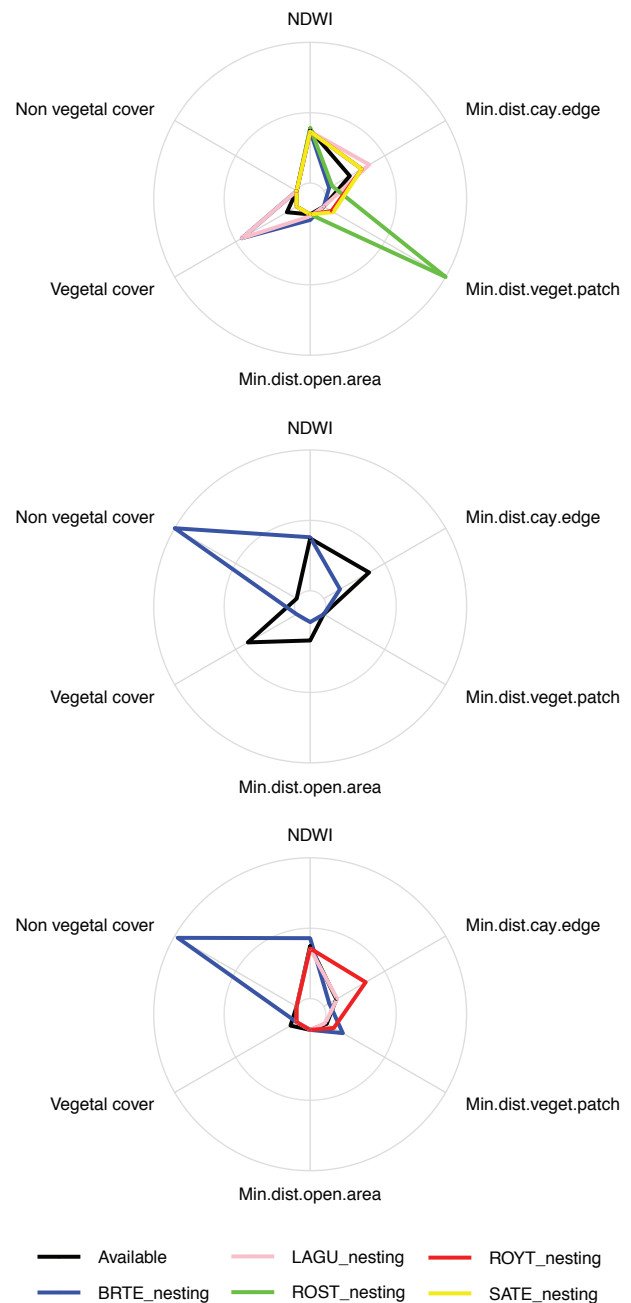 NDWI
Non vegetal cover
Min.dist.cay.edge
Vegetal cover
Min.dist.veget.patch
Min.dist.open.area
NDWI
Non vegetal cover
Min.dist.cay.edge
Vegetal cover
Min.dist.veget.patch
Min.dist.open.area
NDWI
Non vegetal cover
Min.dist.cay.edge
Vegetal cover
Min.dist.veget.patch
Min.dist.open.area
Available LAGU_nesting ROYT_nesting
BRTE_nesting ROST_nesting SATE_nesting